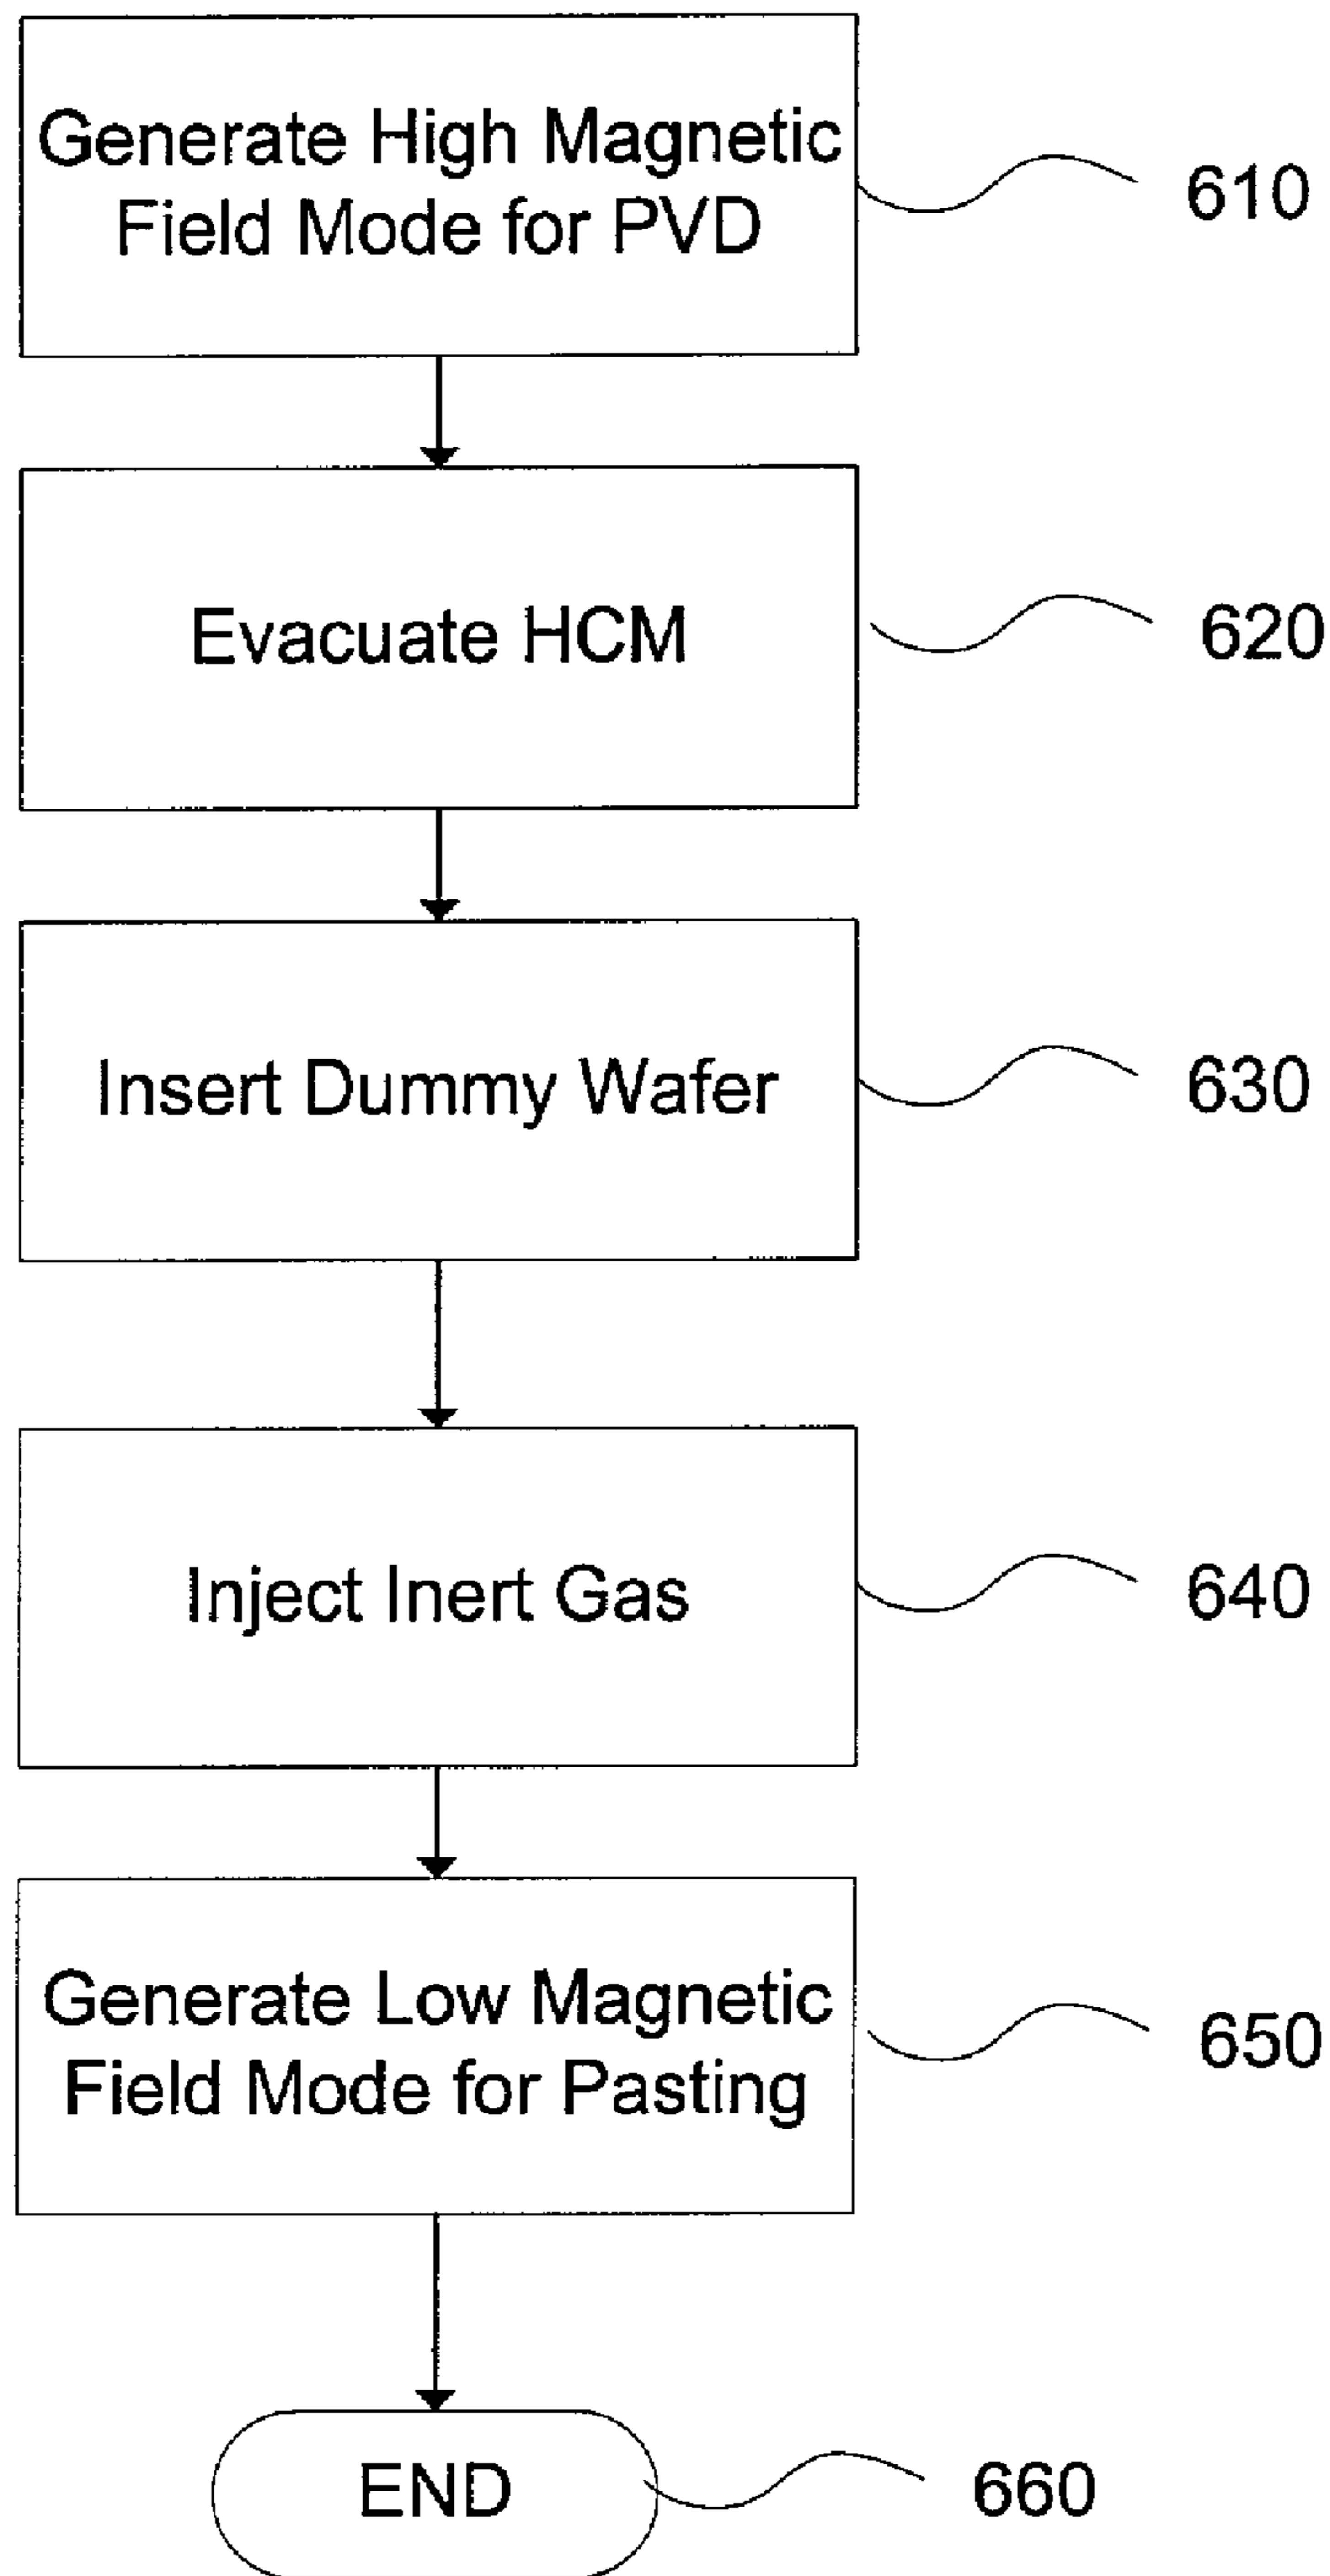 Generate High Magnetic
Field Mode for PVD
610
Evacuate HCM
620
Insert Dummy Wafer
630
Inject Inert Gas
640
Generate Low Magnetic
Field Mode for Pasting
650
END
660